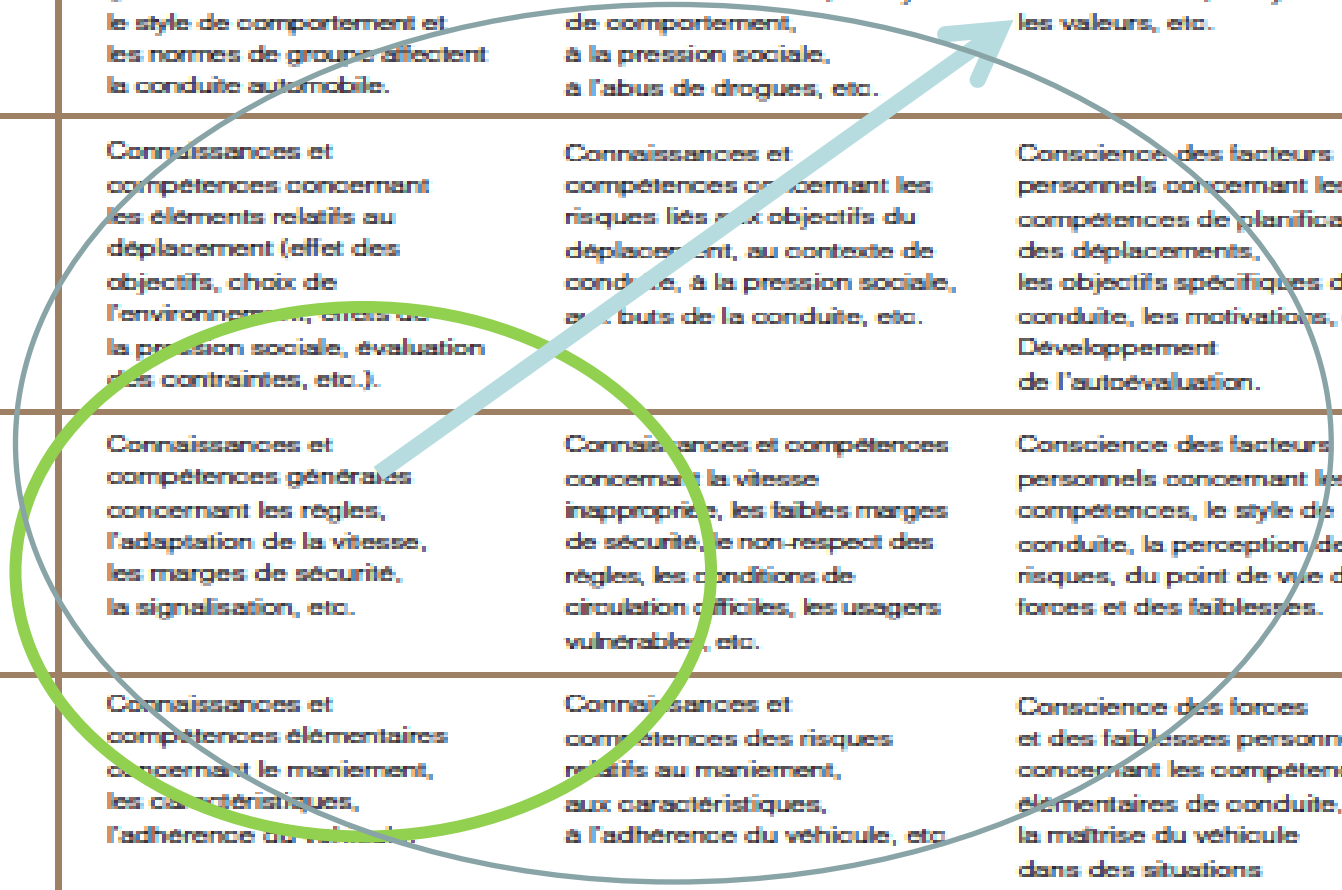 le style de comportement et
les normes de groupe affectent
la conduite automobile.
de comportement,
à la pression sociale,
à l'abus de drogues, etc.
les valeurs, etc.
Connaissances et
compétences concernant
les éléments relatifs au
déplacement (effet des
objectifs, choix de
l'environnement, effets de
la pression sociale, évaluation
des contraintes, etc.).
Connaissances et
compétences concernant les
risques liés aux objectifs du
déplacement, au contexte de
conduite, à la pression sociale,
aux buts de la conduite, etc.
Conscience des facteurs
personnels concernant les
compétences de planifica
des déplacements,
les objectifs spécifiques d
conduite, les motivations,
Développement
de l'autoévaluation.
Connaissances et
compétences générales
concernant les règles,
l'adaptation de la vitesse,
les marges de sécurité,
la signalisation, etc.
Connaissances et compétences
concernant la vitesse
inappropriée, les faibles marges
de sécurité, le non-respect des
règles, les conditions de
circulation difficiles, les usagers
vulnérables, etc.
Conscience des facteurs
personnels concernant les
compétences, le style de
conduite, la perception de
risques, du point de vue d
forces et des faiblesses.
Connaissances et
compétences élémentaires
concernant le maniement,
les caractéristiques,
l'adhérence du véhicule.
Connaissances et
compétences des risques
relatifs au maniement,
aux caractéristiques,
à l'adhérence du véhicule, etc
Conscience des forces
et des faiblesses personn
concernant les compétenc
élémentaires de conduite,
la maîtrise du véhicule
dans des situations